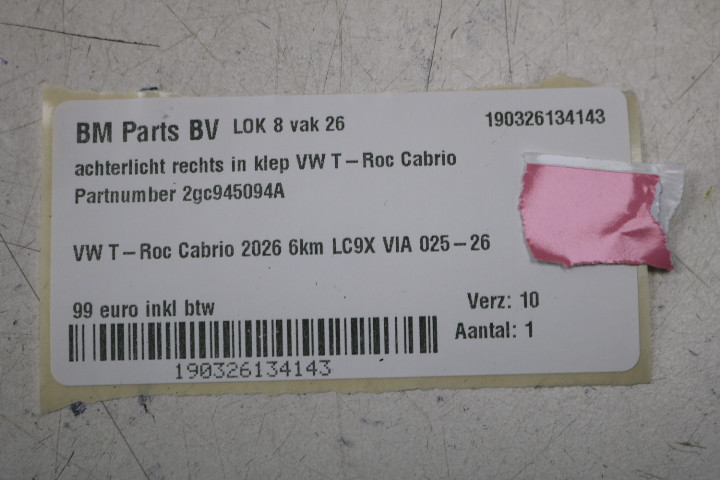 BM Parts BV LOK 8 vak 26 190326134143
achterlicht rechts in klep VW T-Roc Cabrio
Partnumber 2gc945094A
VW T-Roc Cabrio 2026 6km LC9X VIA 025-26
99 euro inkl btw Verz: 10
Aantal: 1
190326134143